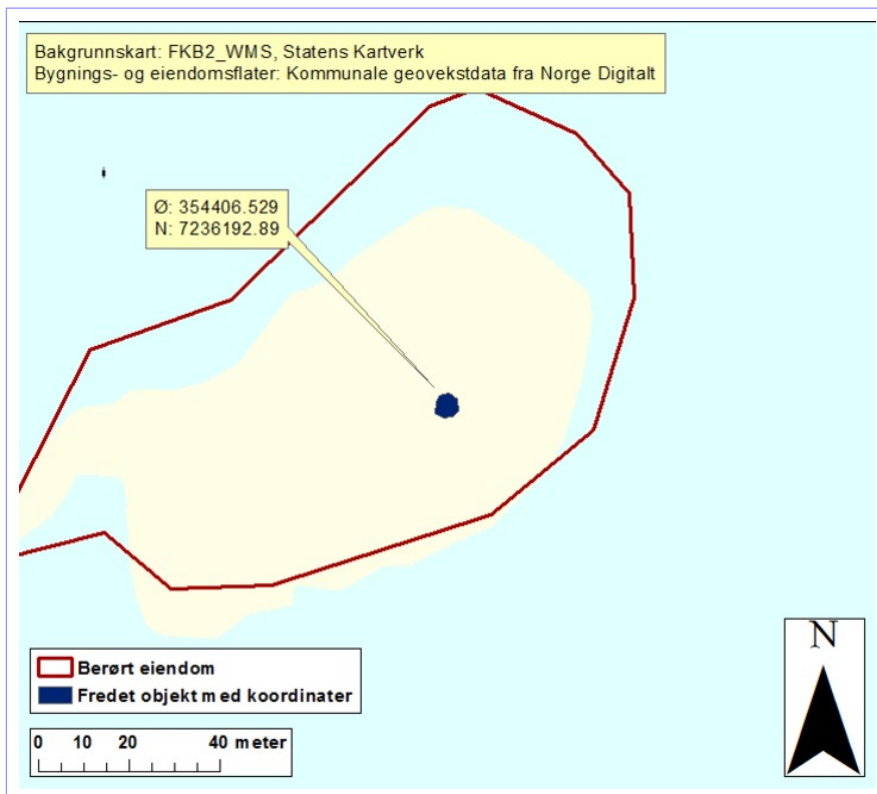 Bakgrunnskart: FKB2_WMS, Statens Kartverk
Bygnings- og eiendomsflater: Kommunale geovekstdata fra Norge Digitalt
Ø: 354406.529
N: 7236192.89
Berørt eiendom
Fredet objekt med koordinater
0 10 20 40 meter
N